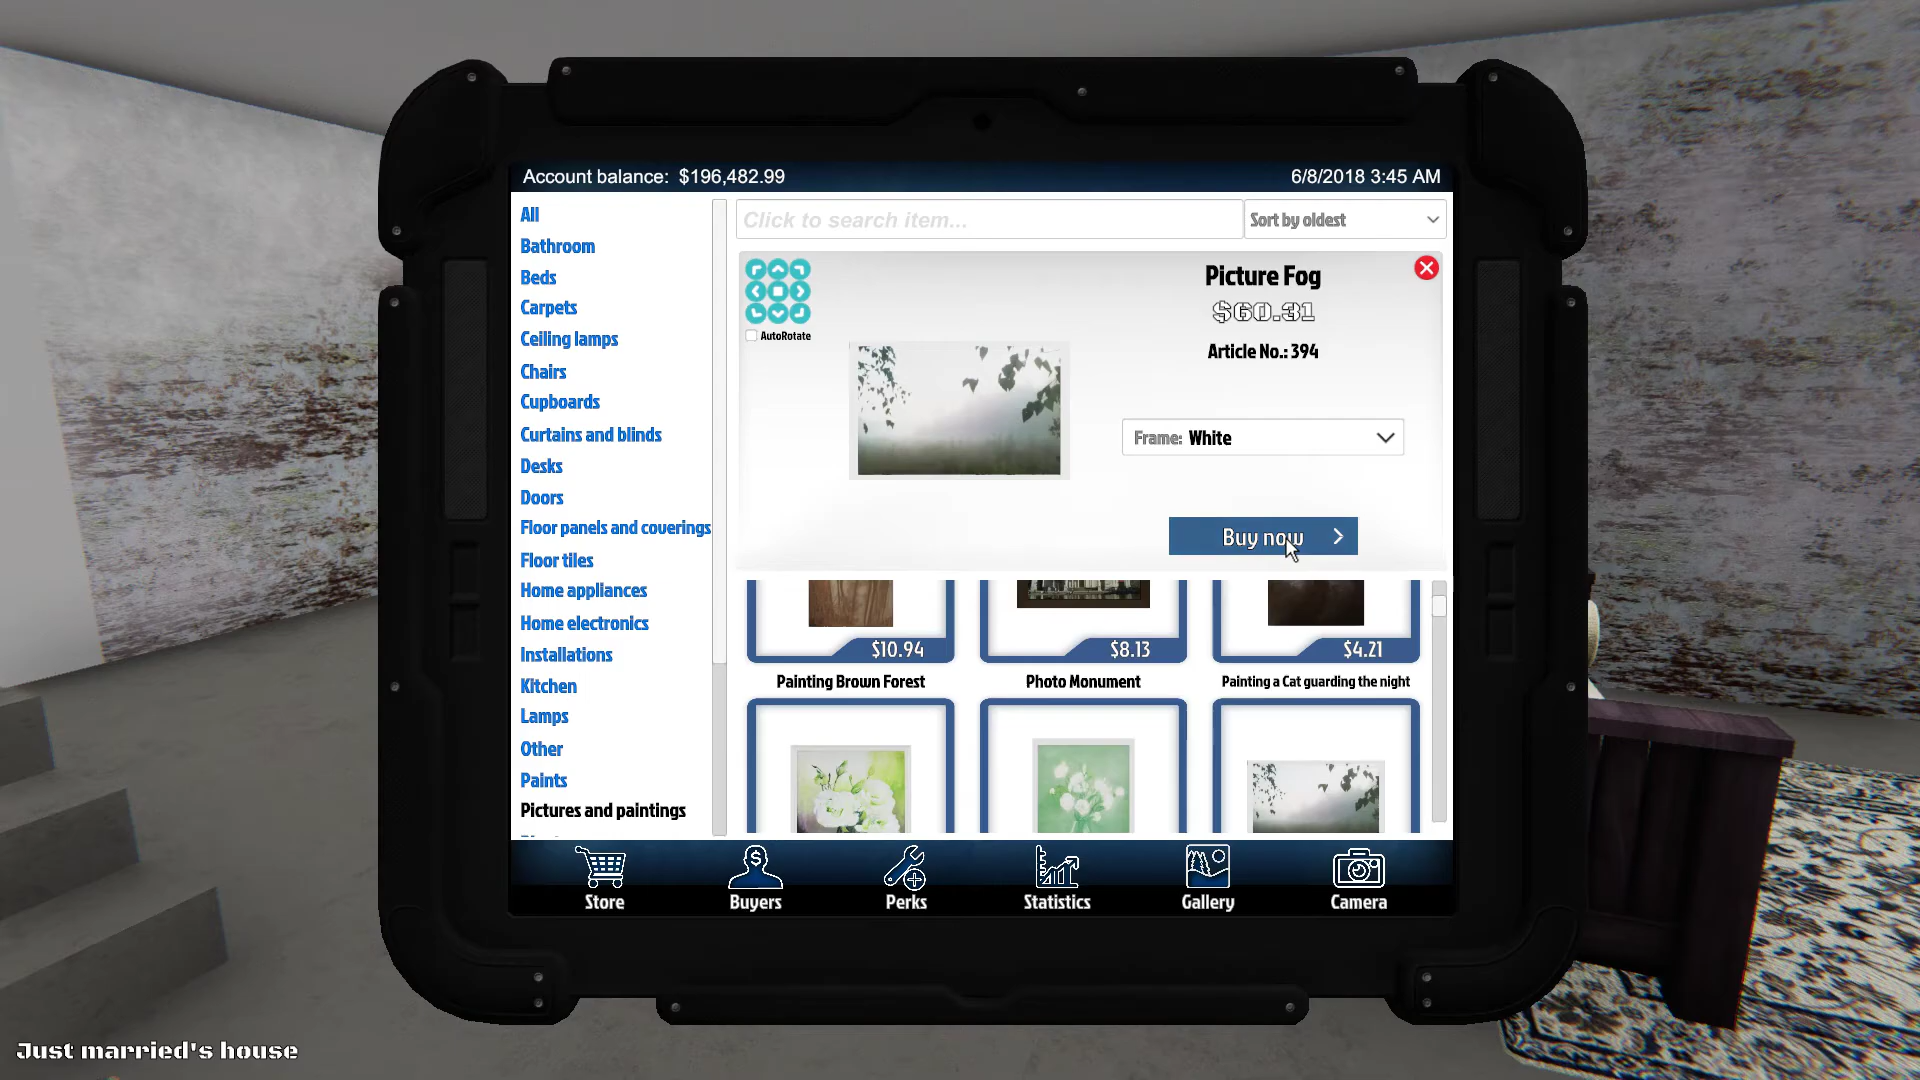 Account balance: $196,482.99
6/8/2018 3:45 AM
All
Bathroom
Beds
Carpets
Ceiling lamps
Chairs
Cupboards
Curtains and blinds
Desks
Doors
Floor panels and coverings
Floor tiles
Home appliances
Home electronics
Installations
Kitchen
Lamps
Other
Paints
Pictures and paintings
Click to search item...
Sort by oldest
AutoRotate
Picture Fog
$60.31
Article No.: 394
Frame: White
Buy now
$10.94
$8.13
$4.21
Painting Brown Forest
Photo Monument
Painting a Cat guarding the night
Store
Buyers
Perks
Statistics
Gallery
Camera
Just married's house